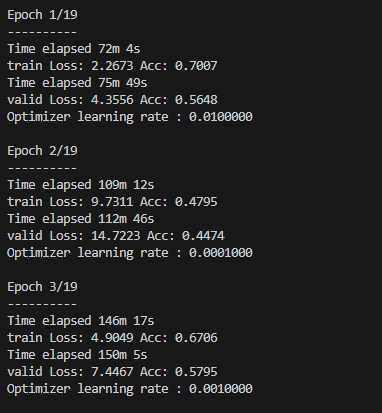 Epoch 1/19
----------
Time elapsed 72m 4s
train Loss: 2.2673 Acc: 0.7007
Time elapsed 75m 49s
valid Loss: 4.3556 Acc: 0.5648
Optimizer learning rate : 0.0100000
Epoch 2/19
----------
Time elapsed 109m 12s
train Loss: 9.7311 Acc: 0.4795
Time elapsed 112m 46s
valid Loss: 14.7223 Acc: 0.4474
Optimizer learning rate : 0.0001000
Epoch 3/19
----------
Time elapsed 146m 17s
train Loss: 4.9049 Acc: 0.6706
Time elapsed 150m 5s
valid Loss: 7.4467 Acc: 0.5795
Optimizer learning rate : 0.0010000